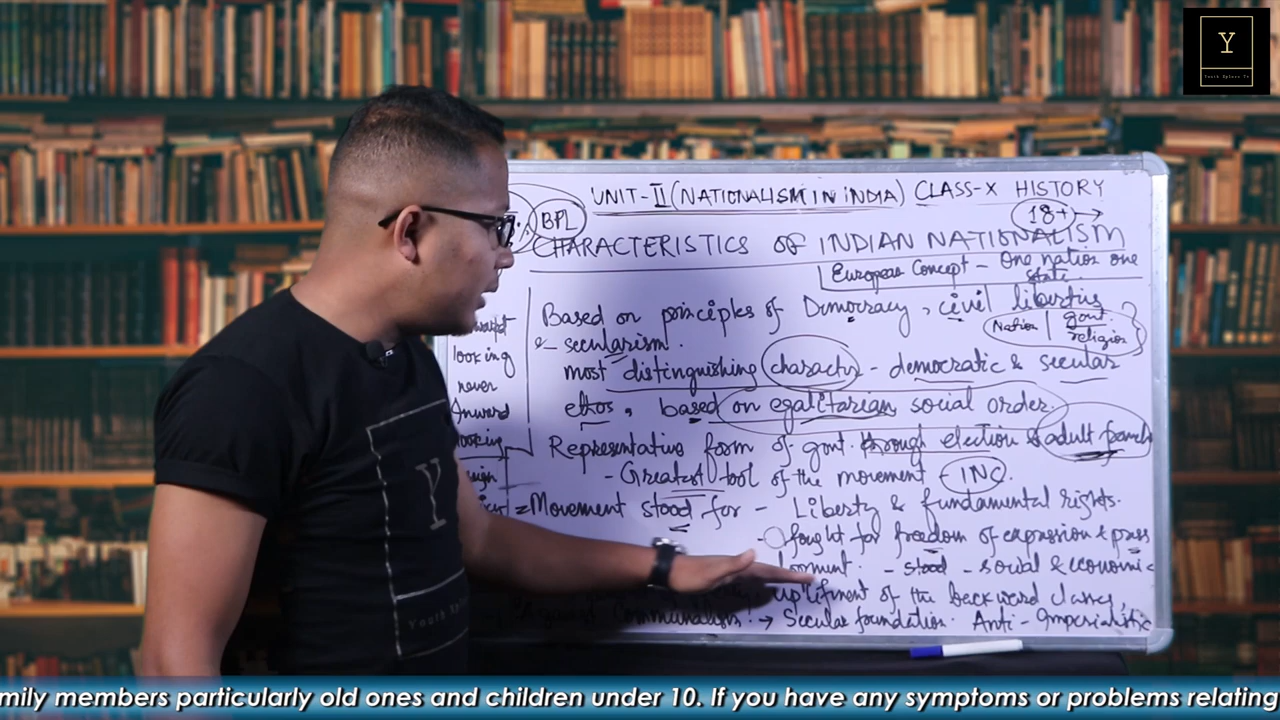 Y
UNIT-II (NATIONALISM IN INDIA) CLASS-X HISTORY
BPL
18+ →
CHARACTERISTICS OF INDIAN NATIONALISM
European Concept - One nation one state.
Based on principles of Democracy, civil liberties
& secularism.
Nation | govt. religion
most distinguishing character - democratic & secular
ethos, based on egalitarian social order.
looking
never
Inward
looking
Representative form of govt. through election & adult franch
- Greatest tool of the movement - INC
Movement stood for - Liberty & fundamental rights.
- fought for freedom of expression & press
- stood - social & economic
upliftment of the backward classes,
Communalism. → Secular foundation. Anti-Imperialistic
Y
mily members particularly old ones and children under 10. If you have any symptoms or problems relating